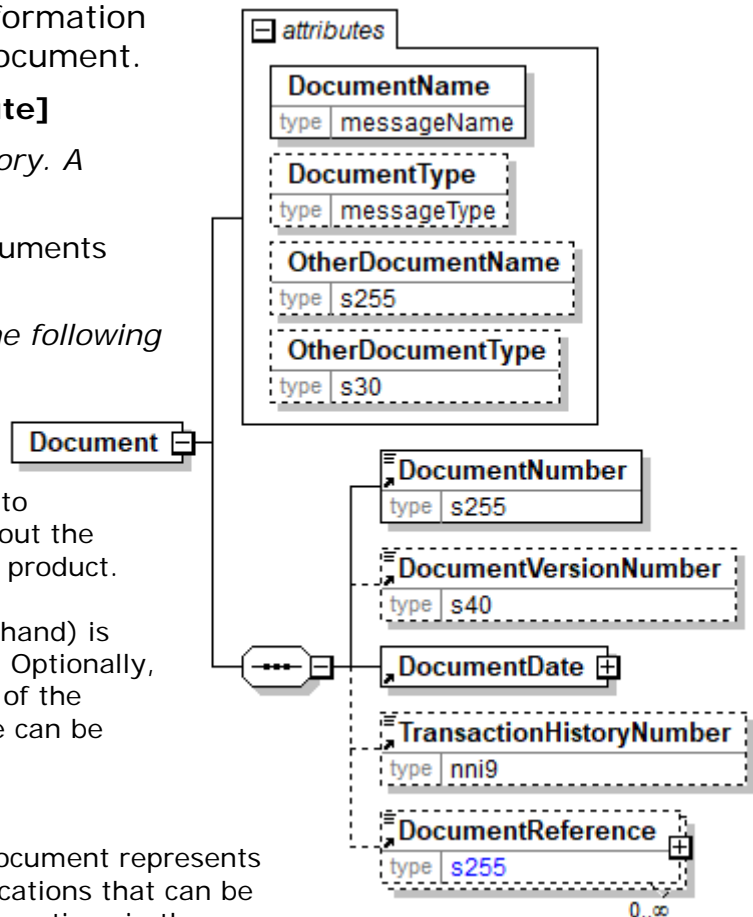 formation
ocument.
te]
ory. A
uments
e following
to
out the
product.
hand) is
Optionally,
of the
e can be
ocument represents
cations that can be
attributes
DocumentName
type messageName
DocumentType
type messageType
OtherDocumentName
type s255
OtherDocumentType
type s30
Document
DocumentNumber
type s255
DocumentVersionNumber
type s40
DocumentDate
TransactionHistoryNumber
type nni9
DocumentReference
type s255
0..∞